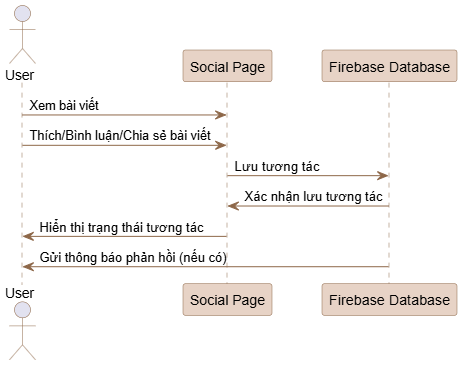 User
Social Page
Firebase Database
Xem bài viết
Thích/Bình luận/Chia sẻ bài viết
Lưu tương tác
Xác nhận lưu tương tác
Hiển thị trạng thái tương tác
Gửi thông báo phản hồi (nếu có)
User
Social Page
Firebase Database